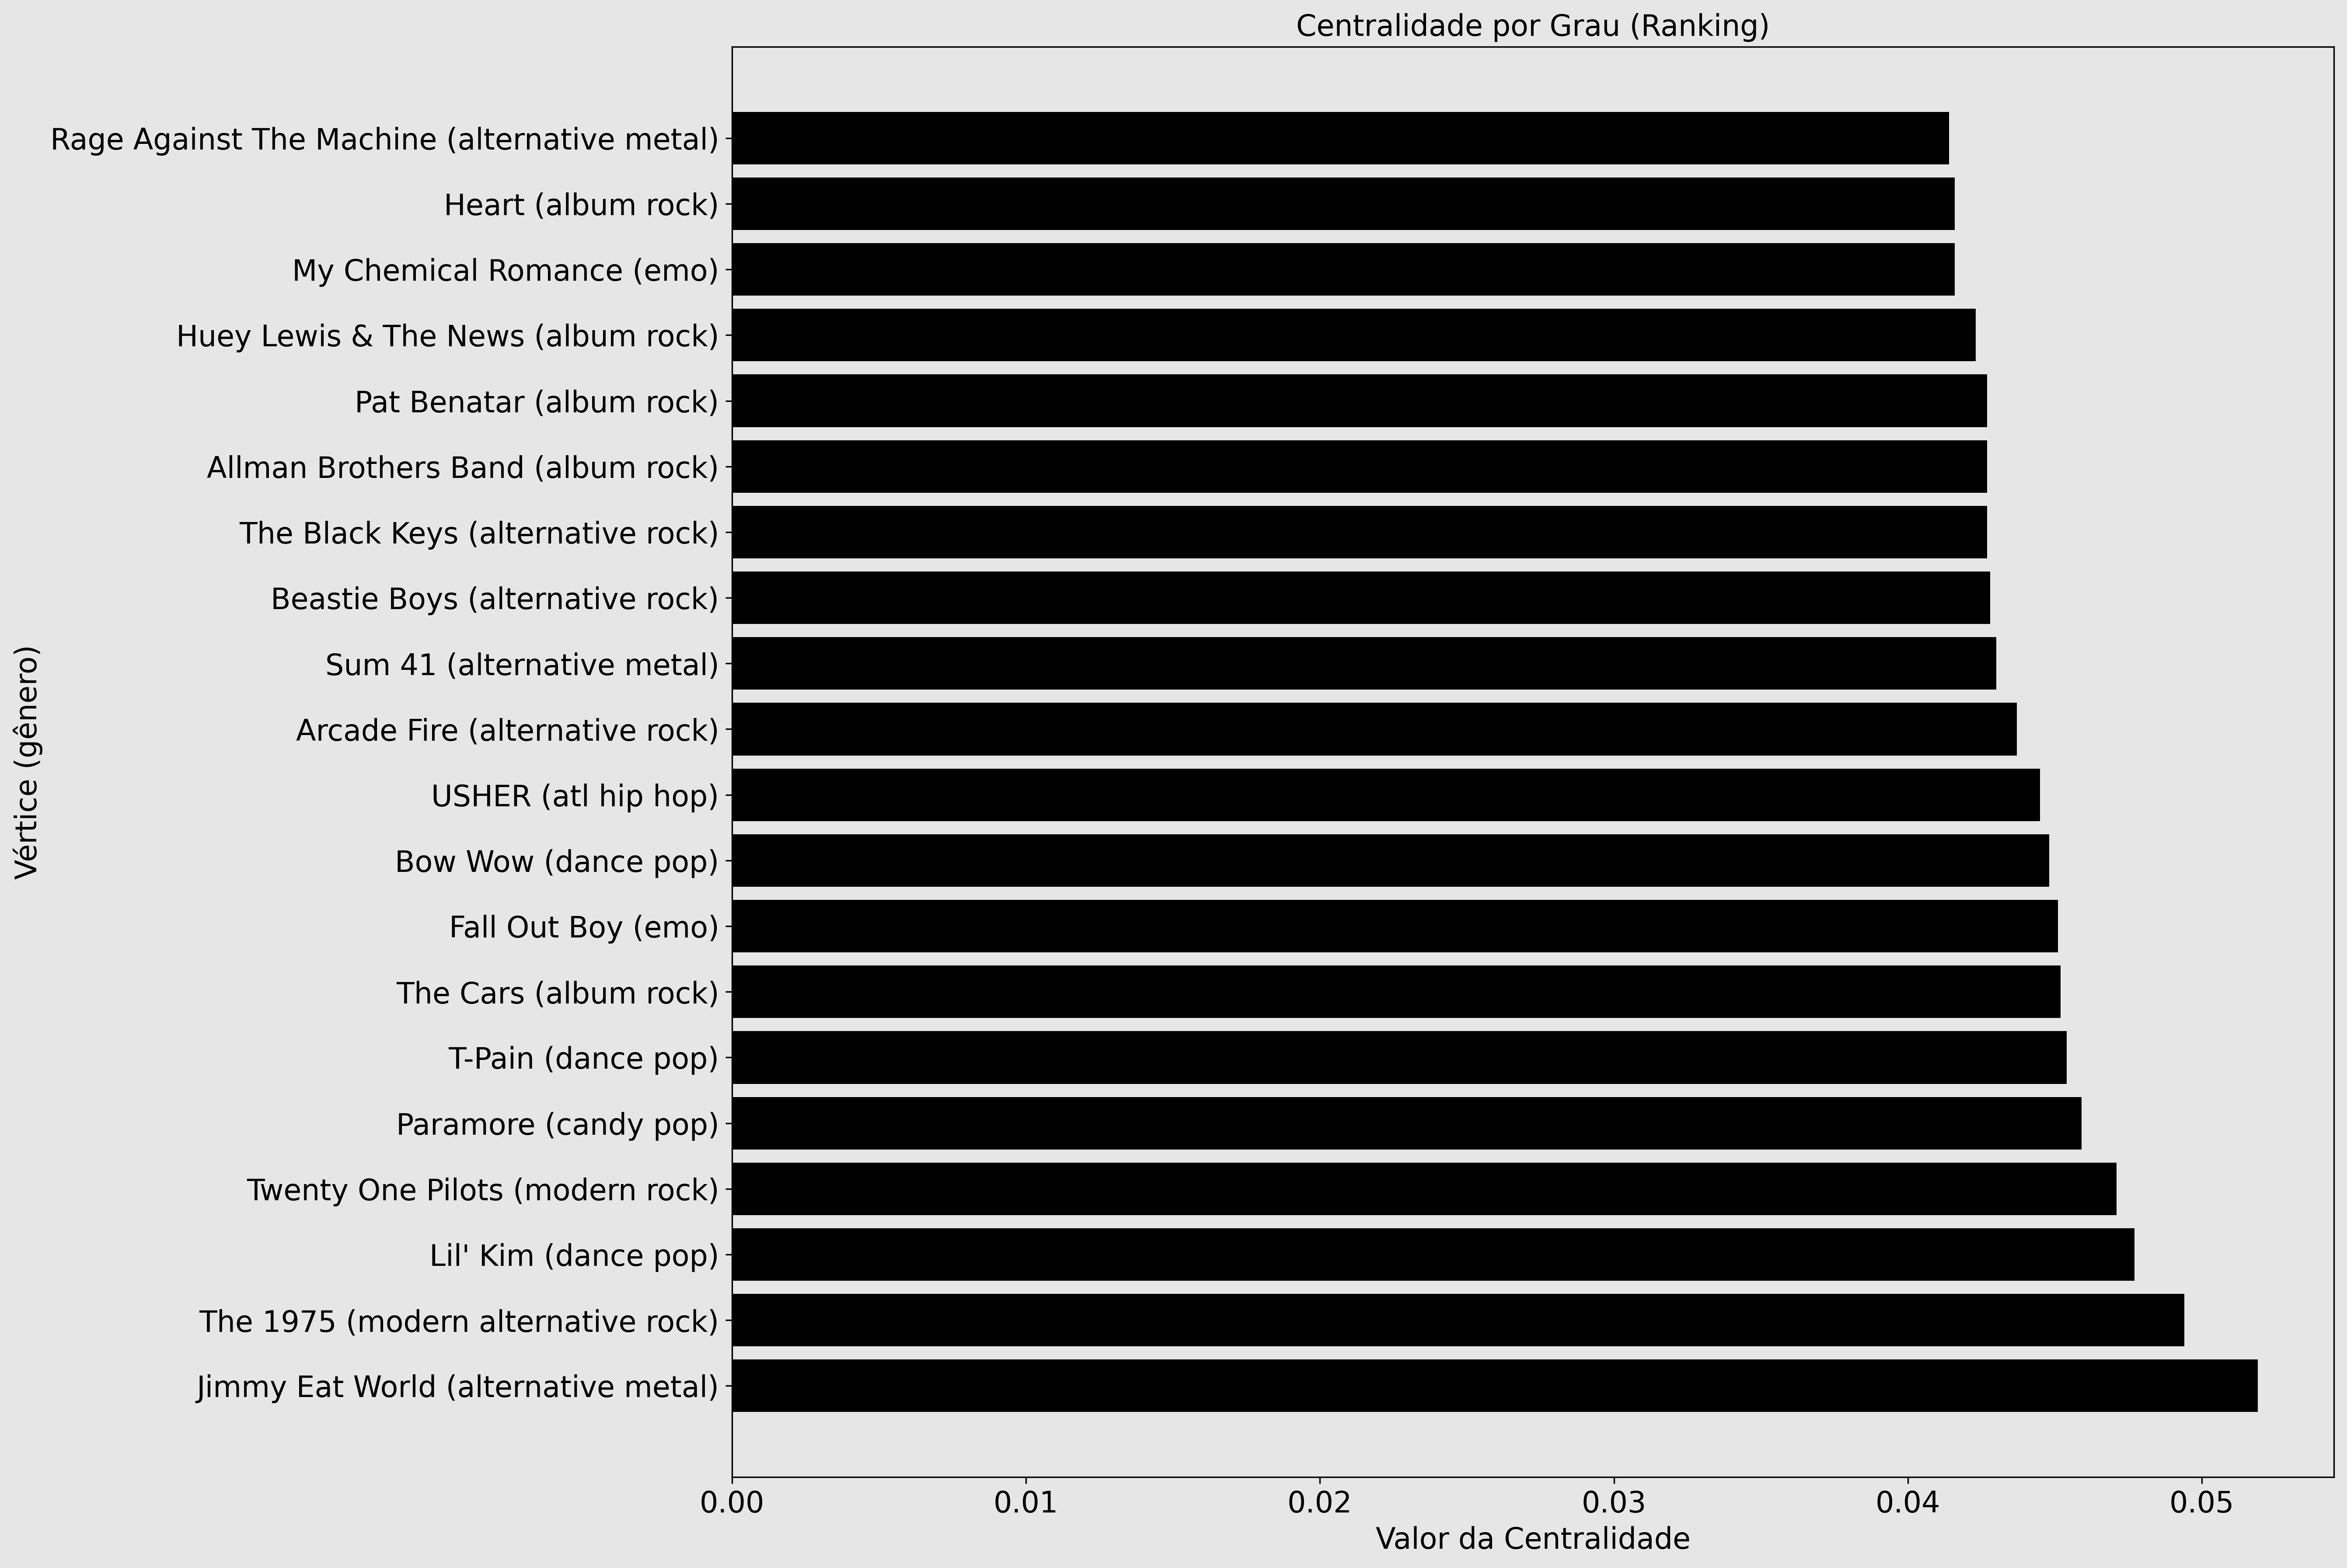 Centralidade por Grau (Ranking)
Vértice (gênero)
Rage Against The Machine (alternative metal)
Heart (album rock)
My Chemical Romance (emo)
Huey Lewis & The News (album rock)
Pat Benatar (album rock)
Allman Brothers Band (album rock)
The Black Keys (alternative rock)
Beastie Boys (alternative rock)
Sum 41 (alternative metal)
Arcade Fire (alternative rock)
USHER (atl hip hop)
Bow Wow (dance pop)
Fall Out Boy (emo)
The Cars (album rock)
T-Pain (dance pop)
Paramore (candy pop)
Twenty One Pilots (modern rock)
Lil' Kim (dance pop)
The 1975 (modern alternative rock)
Jimmy Eat World (alternative metal)
0.00 0.01 0.02 0.03 0.04 0.05
Valor da Centralidade